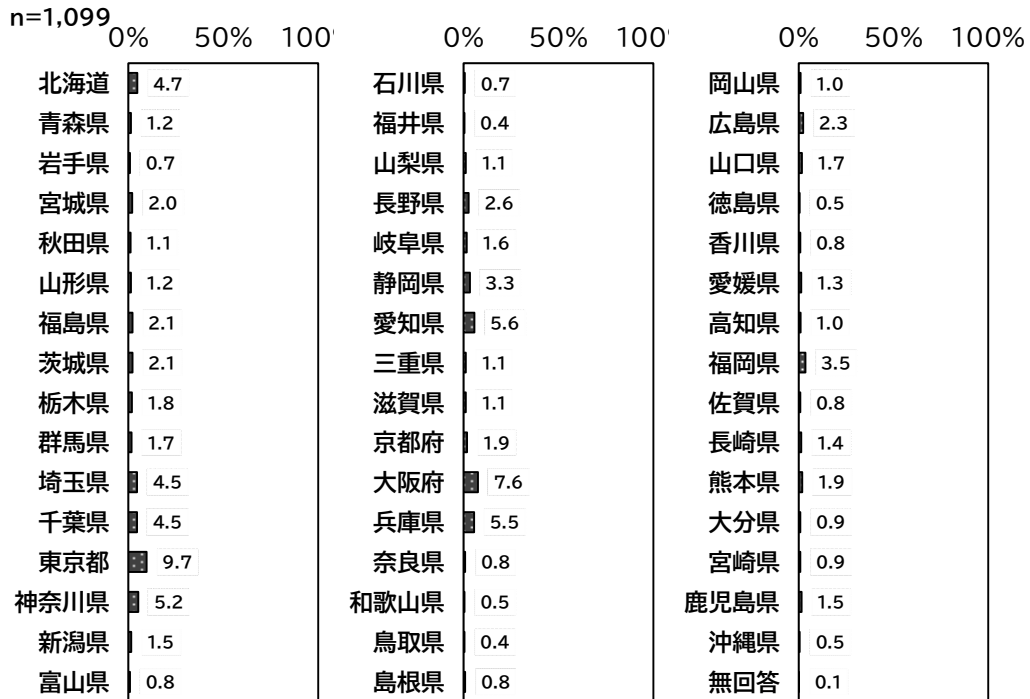 n=1,099
0% 50% 100%
北海道 4.7
青森県 1.2
岩手県 0.7
宮城県 2.0
秋田県 1.1
山形県 1.2
福島県 2.1
茨城県 2.1
栃木県 1.8
群馬県 1.7
埼玉県 4.5
千葉県 4.5
東京都 9.7
神奈川県 5.2
新潟県 1.5
富山県 0.8
0% 50% 100%
石川県 0.7
福井県 0.4
山梨県 1.1
長野県 2.6
岐阜県 1.6
静岡県 3.3
愛知県 5.6
三重県 1.1
滋賀県 1.1
京都府 1.9
大阪府 7.6
兵庫県 5.5
奈良県 0.8
和歌山県 0.5
鳥取県 0.4
島根県 0.8
0% 50% 100%
岡山県 1.0
広島県 2.3
山口県 1.7
徳島県 0.5
香川県 0.8
愛媛県 1.3
高知県 1.0
福岡県 3.5
佐賀県 0.8
長崎県 1.4
熊本県 1.9
大分県 0.9
宮崎県 0.9
鹿児島県 1.5
沖縄県 0.5
無回答 0.1